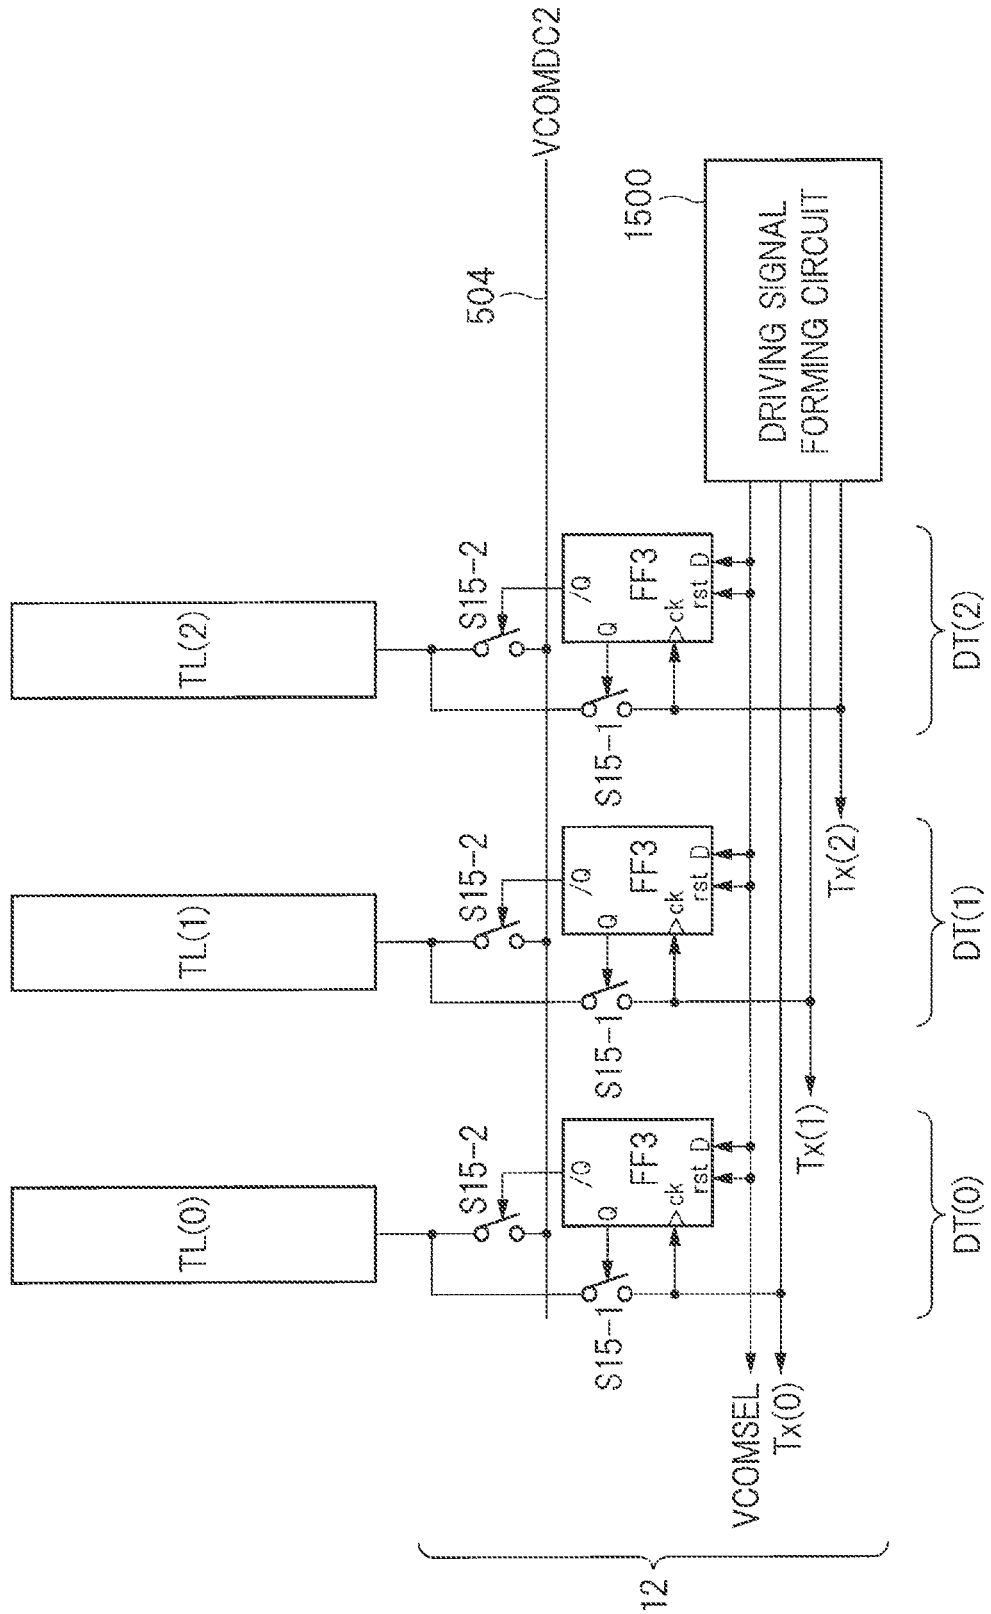 TL(0)
TL(1)
TL(2)
S15-2
S15-2
S15-2
504
VCOMDC2
S15-1
Q
/Q
FF3
ck
rst
D
S15-1
Q
/Q
FF3
ck
rst
D
S15-1
Q
/Q
FF3
ck
rst
D
1500
DRIVING SIGNAL
FORMING CIRCUIT
VCOMSEL
Tx(0)
Tx(1)
Tx(2)
DT(0)
DT(1)
DT(2)
12